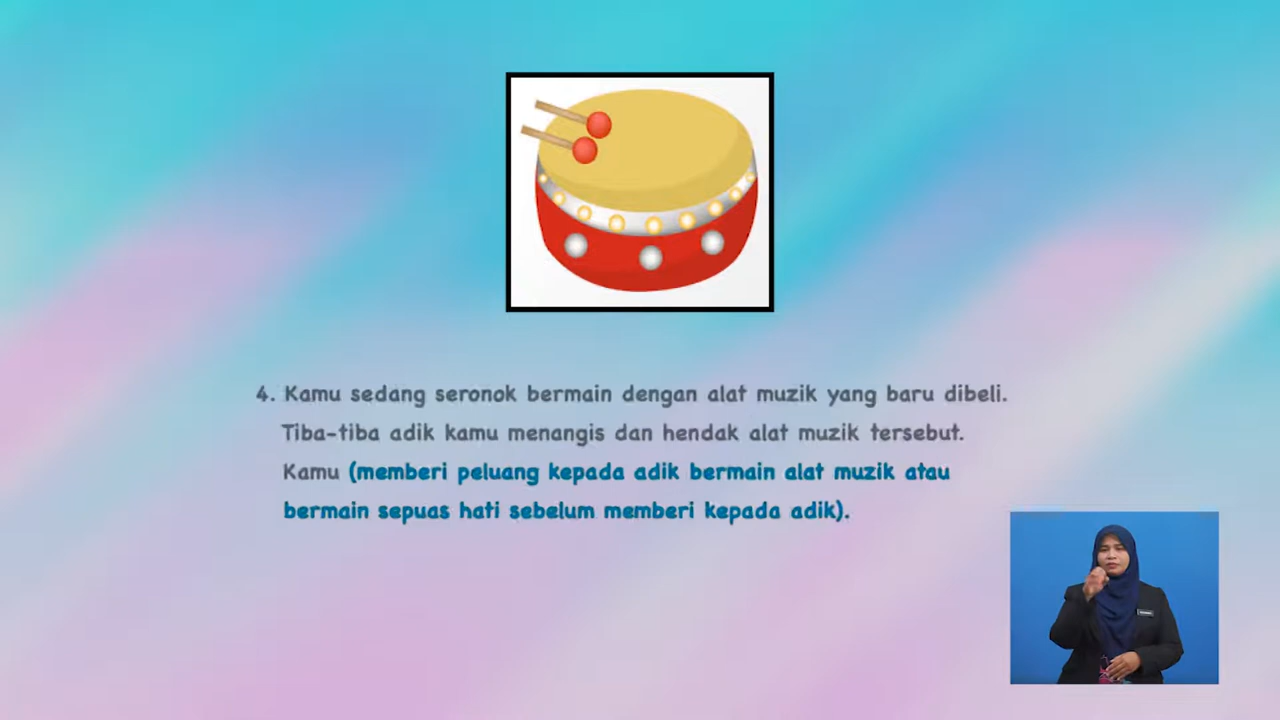 4. Kamu sedang seronok bermain dengan alat muzik yang baru dibeli.
Tiba-tiba adik kamu menangis dan hendak alat muzik tersebut.
Kamu (memberi peluang kepada adik bermain alat muzik atau
bermain sepuas hati sebelum memberi kepada adik).